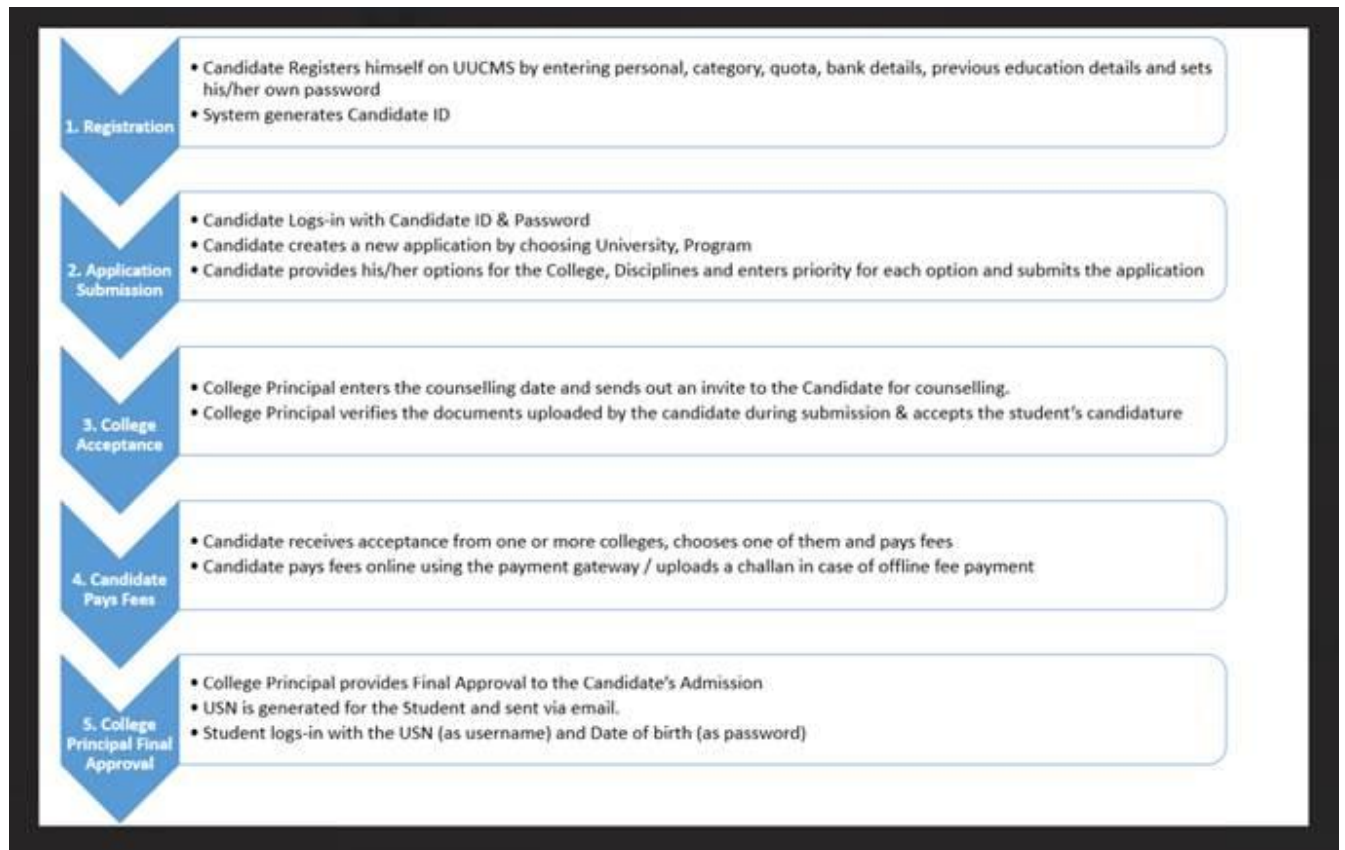 1. Registration
• Candidate Registers himself on UUCMS by entering personal, category, quota, bank details, previous education details and sets
his/her own password
• System generates Candidate ID
2. Application
Submission
• Candidate Logs-in with Candidate ID & Password
• Candidate creates a new application by choosing University, Program
• Candidate provides his/her options for the College, Disciplines and enters priority for each option and submits the application
3. College
Acceptance
• College Principal enters the counselling date and sends out an invite to the Candidate for counselling.
• College Principal verifies the documents uploaded by the candidate during submission & accepts the student's candidature
4. Candidate
Pays Fees
• Candidate receives acceptance from one or more colleges, chooses one of them and pays fees
• Candidate pays fees online using the payment gateway / uploads a challan in case of offline fee payment
5. College
Principal Final
Approval
• College Principal provides Final Approval to the Candidate's Admission
• USN is generated for the Student and sent via email.
• Student logs-in with the USN (as username) and Date of birth (as password)